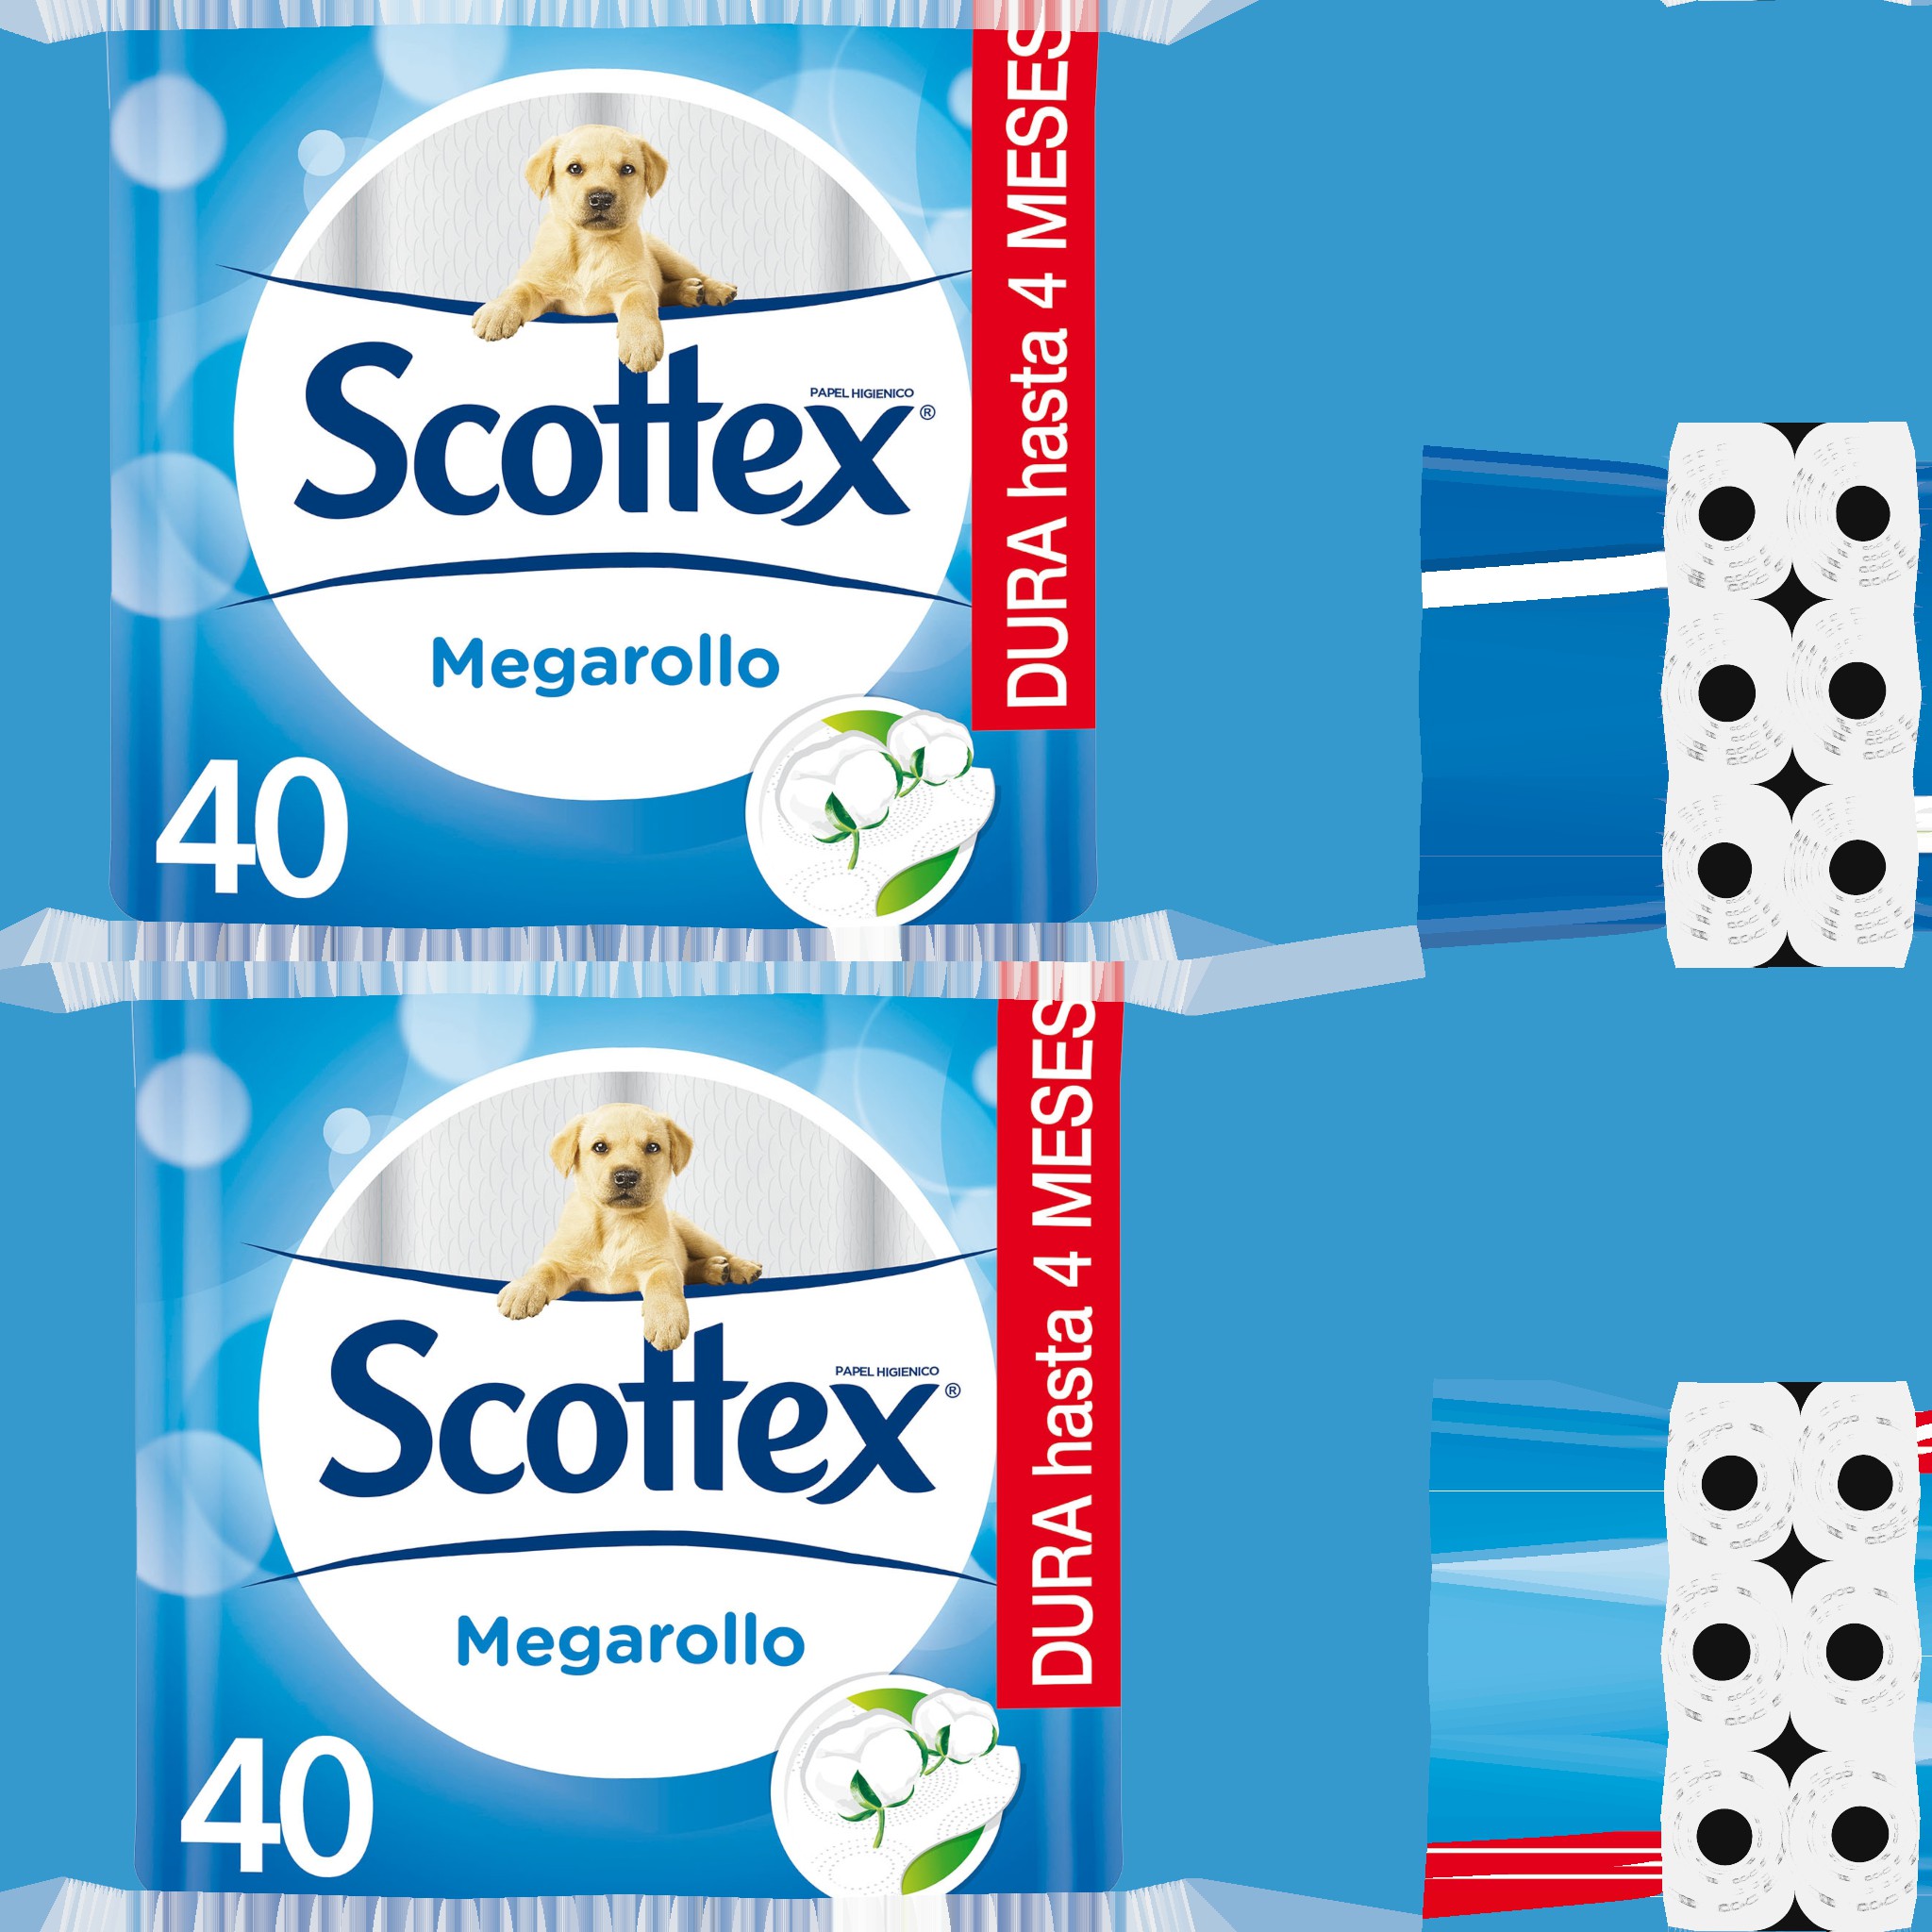 DURA hasta 4 MESES
PAPEL HIGIENICO
Scottex®
Megarollo
40
DURA hasta 4 MESES
PAPEL HIGIENICO
Scottex®
Megarollo
40